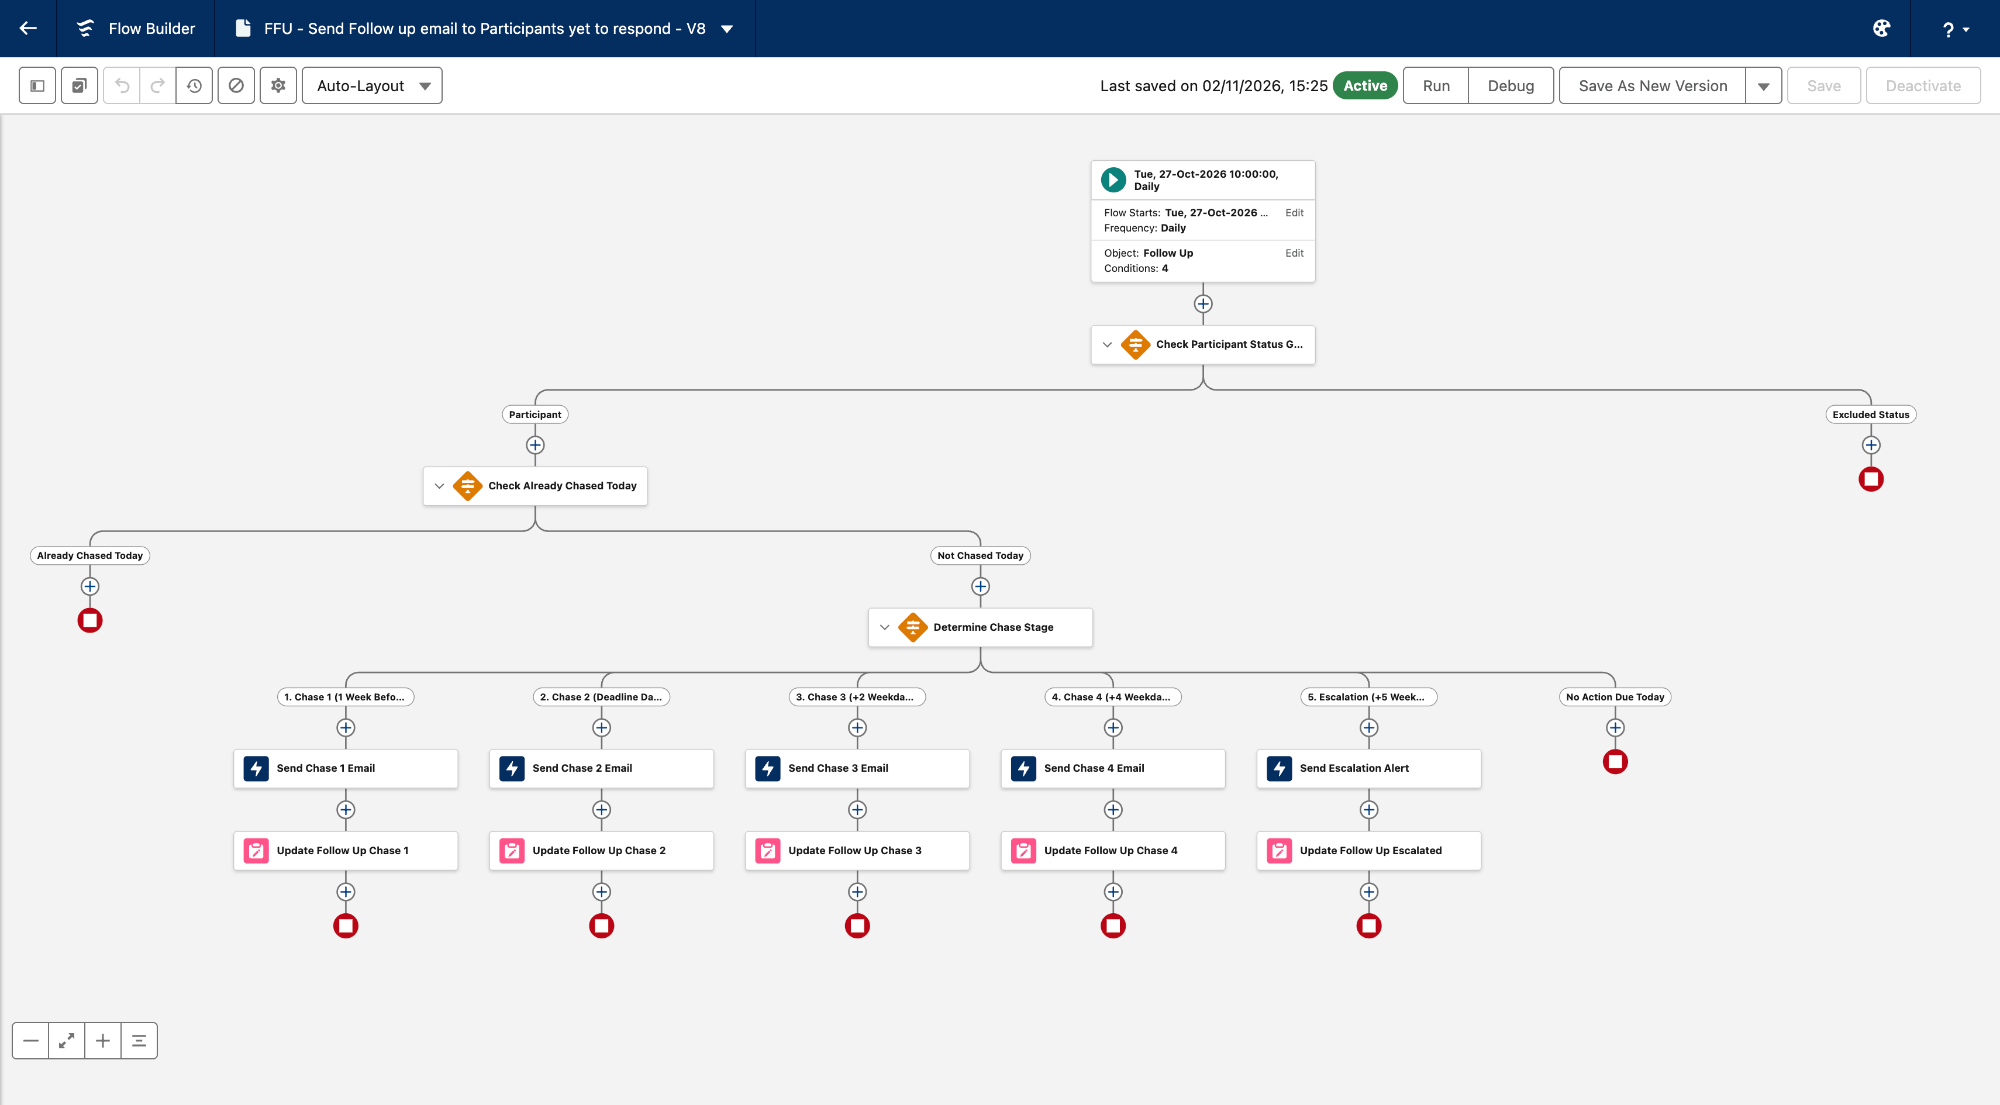 Flow Builder
FFU - Send Follow up email to Participants yet to respond - V8
?
Auto-Layout
Last saved on 02/11/2026, 15:25
Active
Run
Debug
Save As New Version
Save
Deactivate
Tue, 27-Oct-2026 10:00:00,
Daily
Flow Starts: Tue, 27-Oct-2026 ...
Edit
Frequency: Daily
Object: Follow Up
Edit
Conditions: 4
Check Participant Status G...
Participant
Excluded Status
Check Already Chased Today
Already Chased Today
Not Chased Today
Determine Chase Stage
1. Chase 1 (1 Week Befo...
2. Chase 2 (Deadline Da...
3. Chase 3 (+2 Weekda...
4. Chase 4 (+4 Weekda...
5. Escalation (+5 Week...
No Action Due Today
Send Chase 1 Email
Send Chase 2 Email
Send Chase 3 Email
Send Chase 4 Email
Send Escalation Alert
Update Follow Up Chase 1
Update Follow Up Chase 2
Update Follow Up Chase 3
Update Follow Up Chase 4
Update Follow Up Escalated